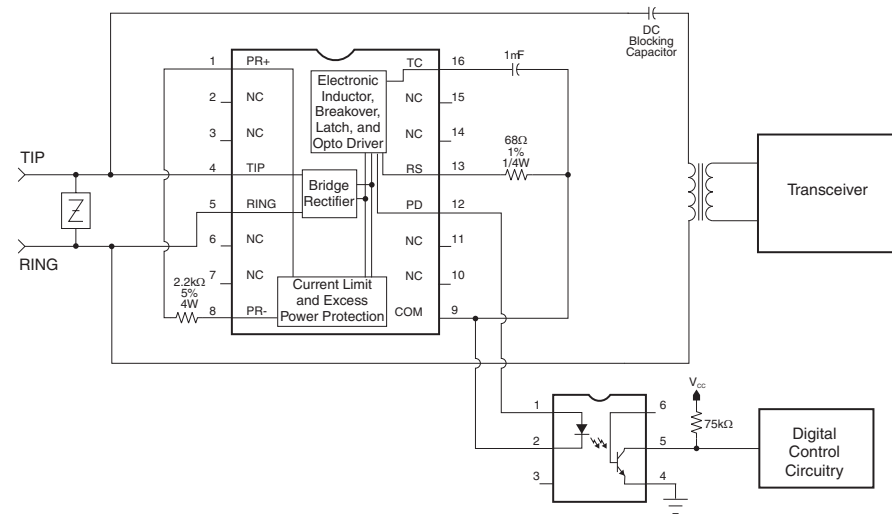 DC
Blocking
Capacitor
1 PR+
2 NC
3 NC
4 TIP
5 RING
6 NC
7 NC
8 PR-
TC 16
NC 15
NC 14
RS 13
PD 12
NC 11
NC 10
COM 9
Electronic
Inductor,
Breakover,
Latch, and
Opto Driver
Bridge
Rectifier
Current Limit
and Excess
Power Protection
1mF
68Ω
1%
1/4W
TIP
Z
RING
2.2kΩ
5%
4W
Transceiver
1
2
3
6
5
4
Vcc
75kΩ
Digital
Control
Circuitry